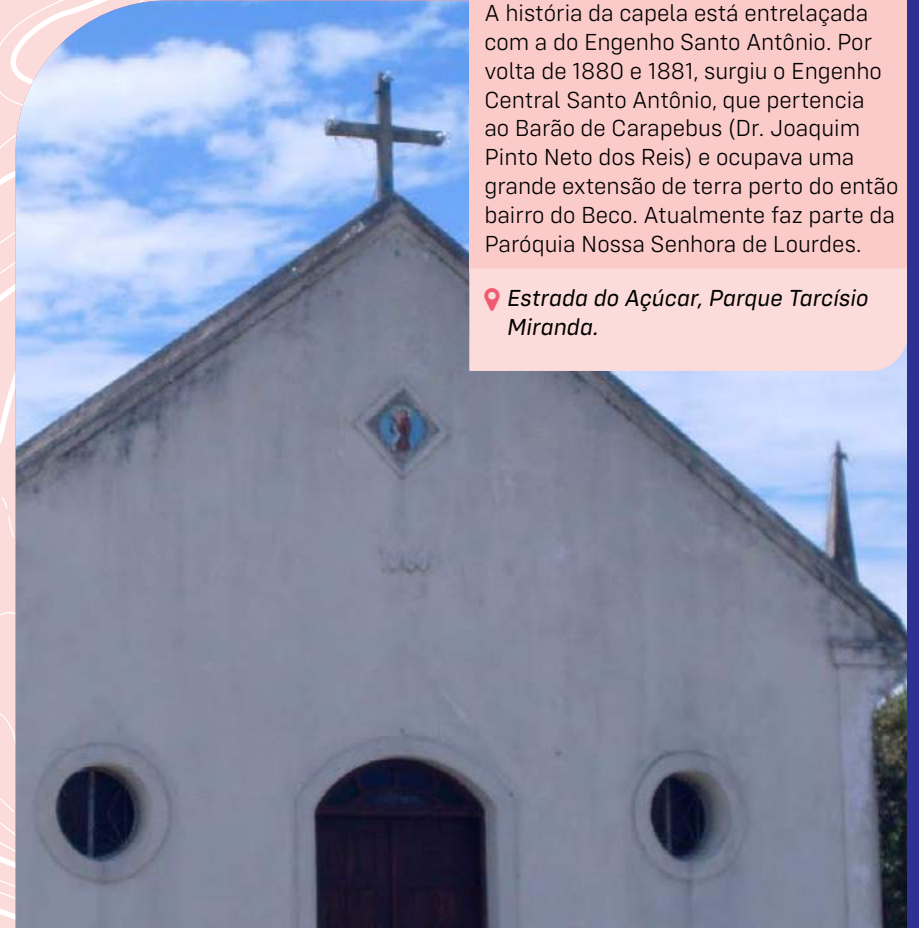 A história da capela está entrelaçada
com a do Engenho Santo Antônio. Por
volta de 1880 e 1881, surgiu o Engenho
Central Santo Antônio, que pertencia
ao Barão de Carapebus (Dr. Joaquim
Pinto Neto dos Reis) e ocupava uma
grande extensão de terra perto do então
bairro do Beco. Atualmente faz parte da
Paróquia Nossa Senhora de Lourdes.
Estrada do Açúcar, Parque Tarcísio
Miranda.